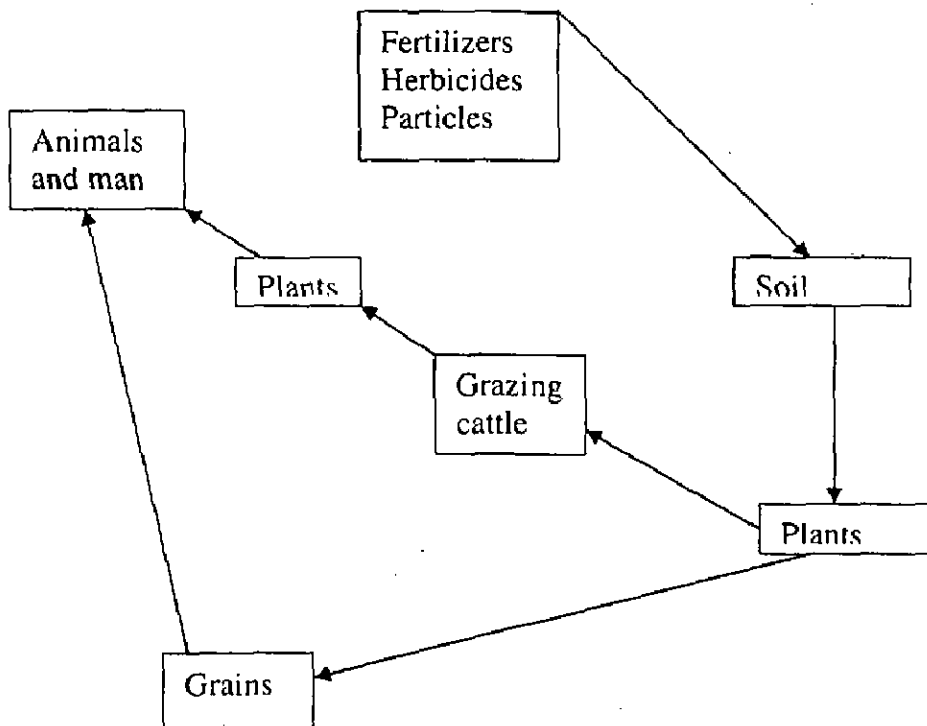 Fertilizers
Herbicides
Particles
Animals
and man
Plants
Soil
Grazing
cattle
Plants
Grains